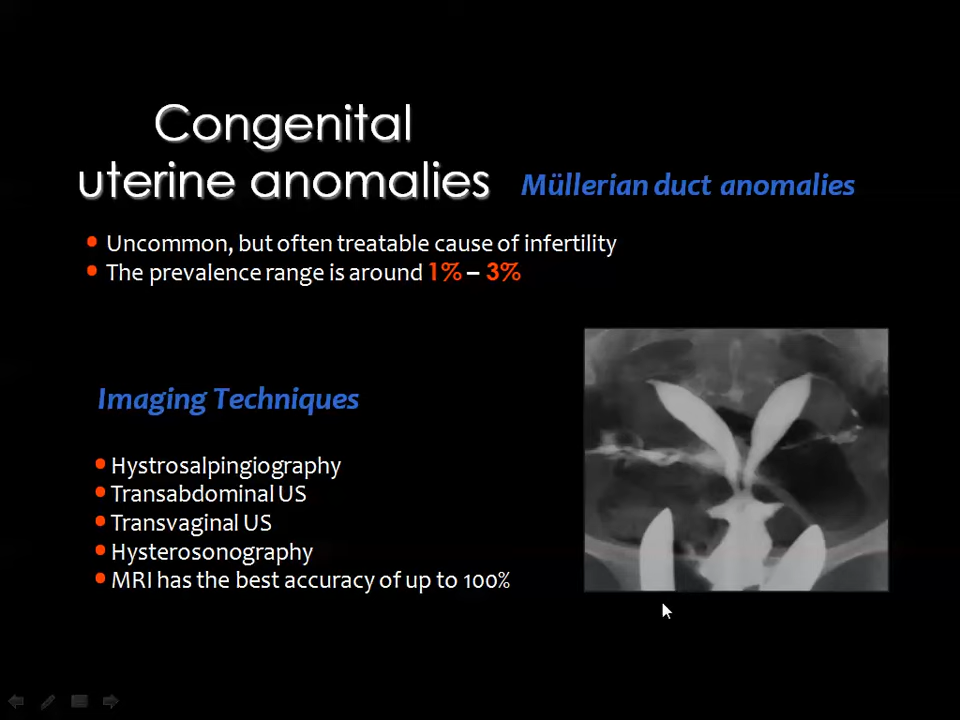 Congenital
uterine anomalies
Müllerian duct anomalies
• Uncommon, but often treatable cause of infertility
• The prevalence range is around 1% – 3%
Imaging Techniques
• Hystrosalpingiography
• Transabdominal US
• Transvaginal US
• Hysterosonography
• MRI has the best accuracy of up to 100%